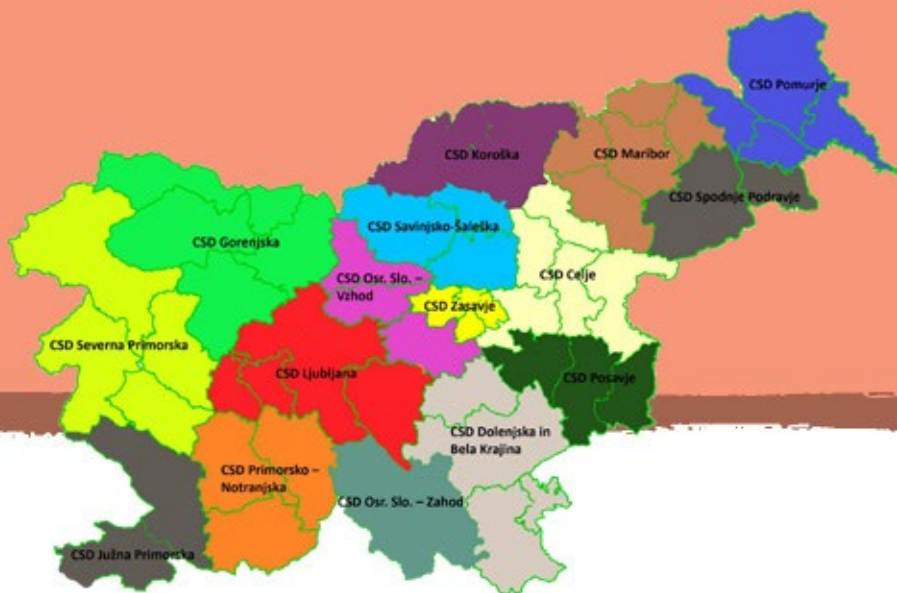 CSD Pomurje
CSD Koroška
CSD Maribor
CSD Spodnje Podravje
CSD Savinjsko-Šaleška
CSD Gorenjska
CSD Osr. Slo. –
Vzhod
CSD Celje
CSD Zasavje
CSD Severna Primorska
CSD Ljubljana
CSD Posavje
CSD Dolenjska in
Bela Krajina
CSD Primorsko –
Notranjska
CSD Osr. Slo. – Zahod
CSD Južna Primorska